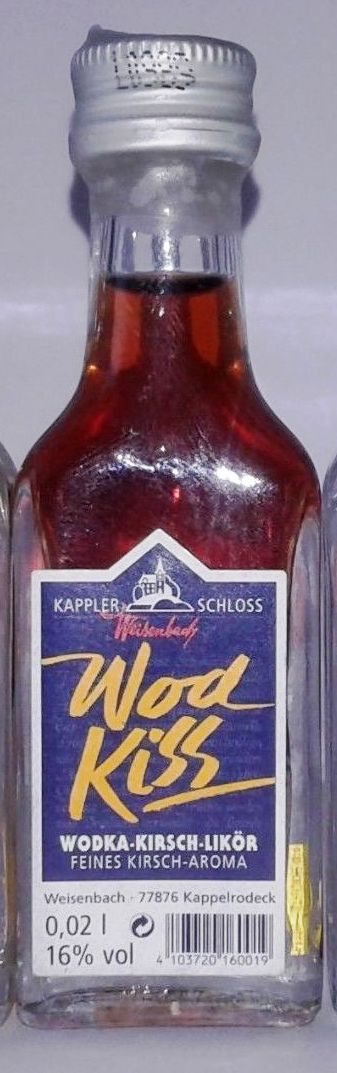 KAPPLER SCHLOSS
Weisenbach
Wod
Kiss
WODKA-KIRSCH-LIKÖR
FEINES KIRSCH-AROMA
Weisenbach · 77876 Kappelrodeck
0,02 l
16% vol
4 103720 160019